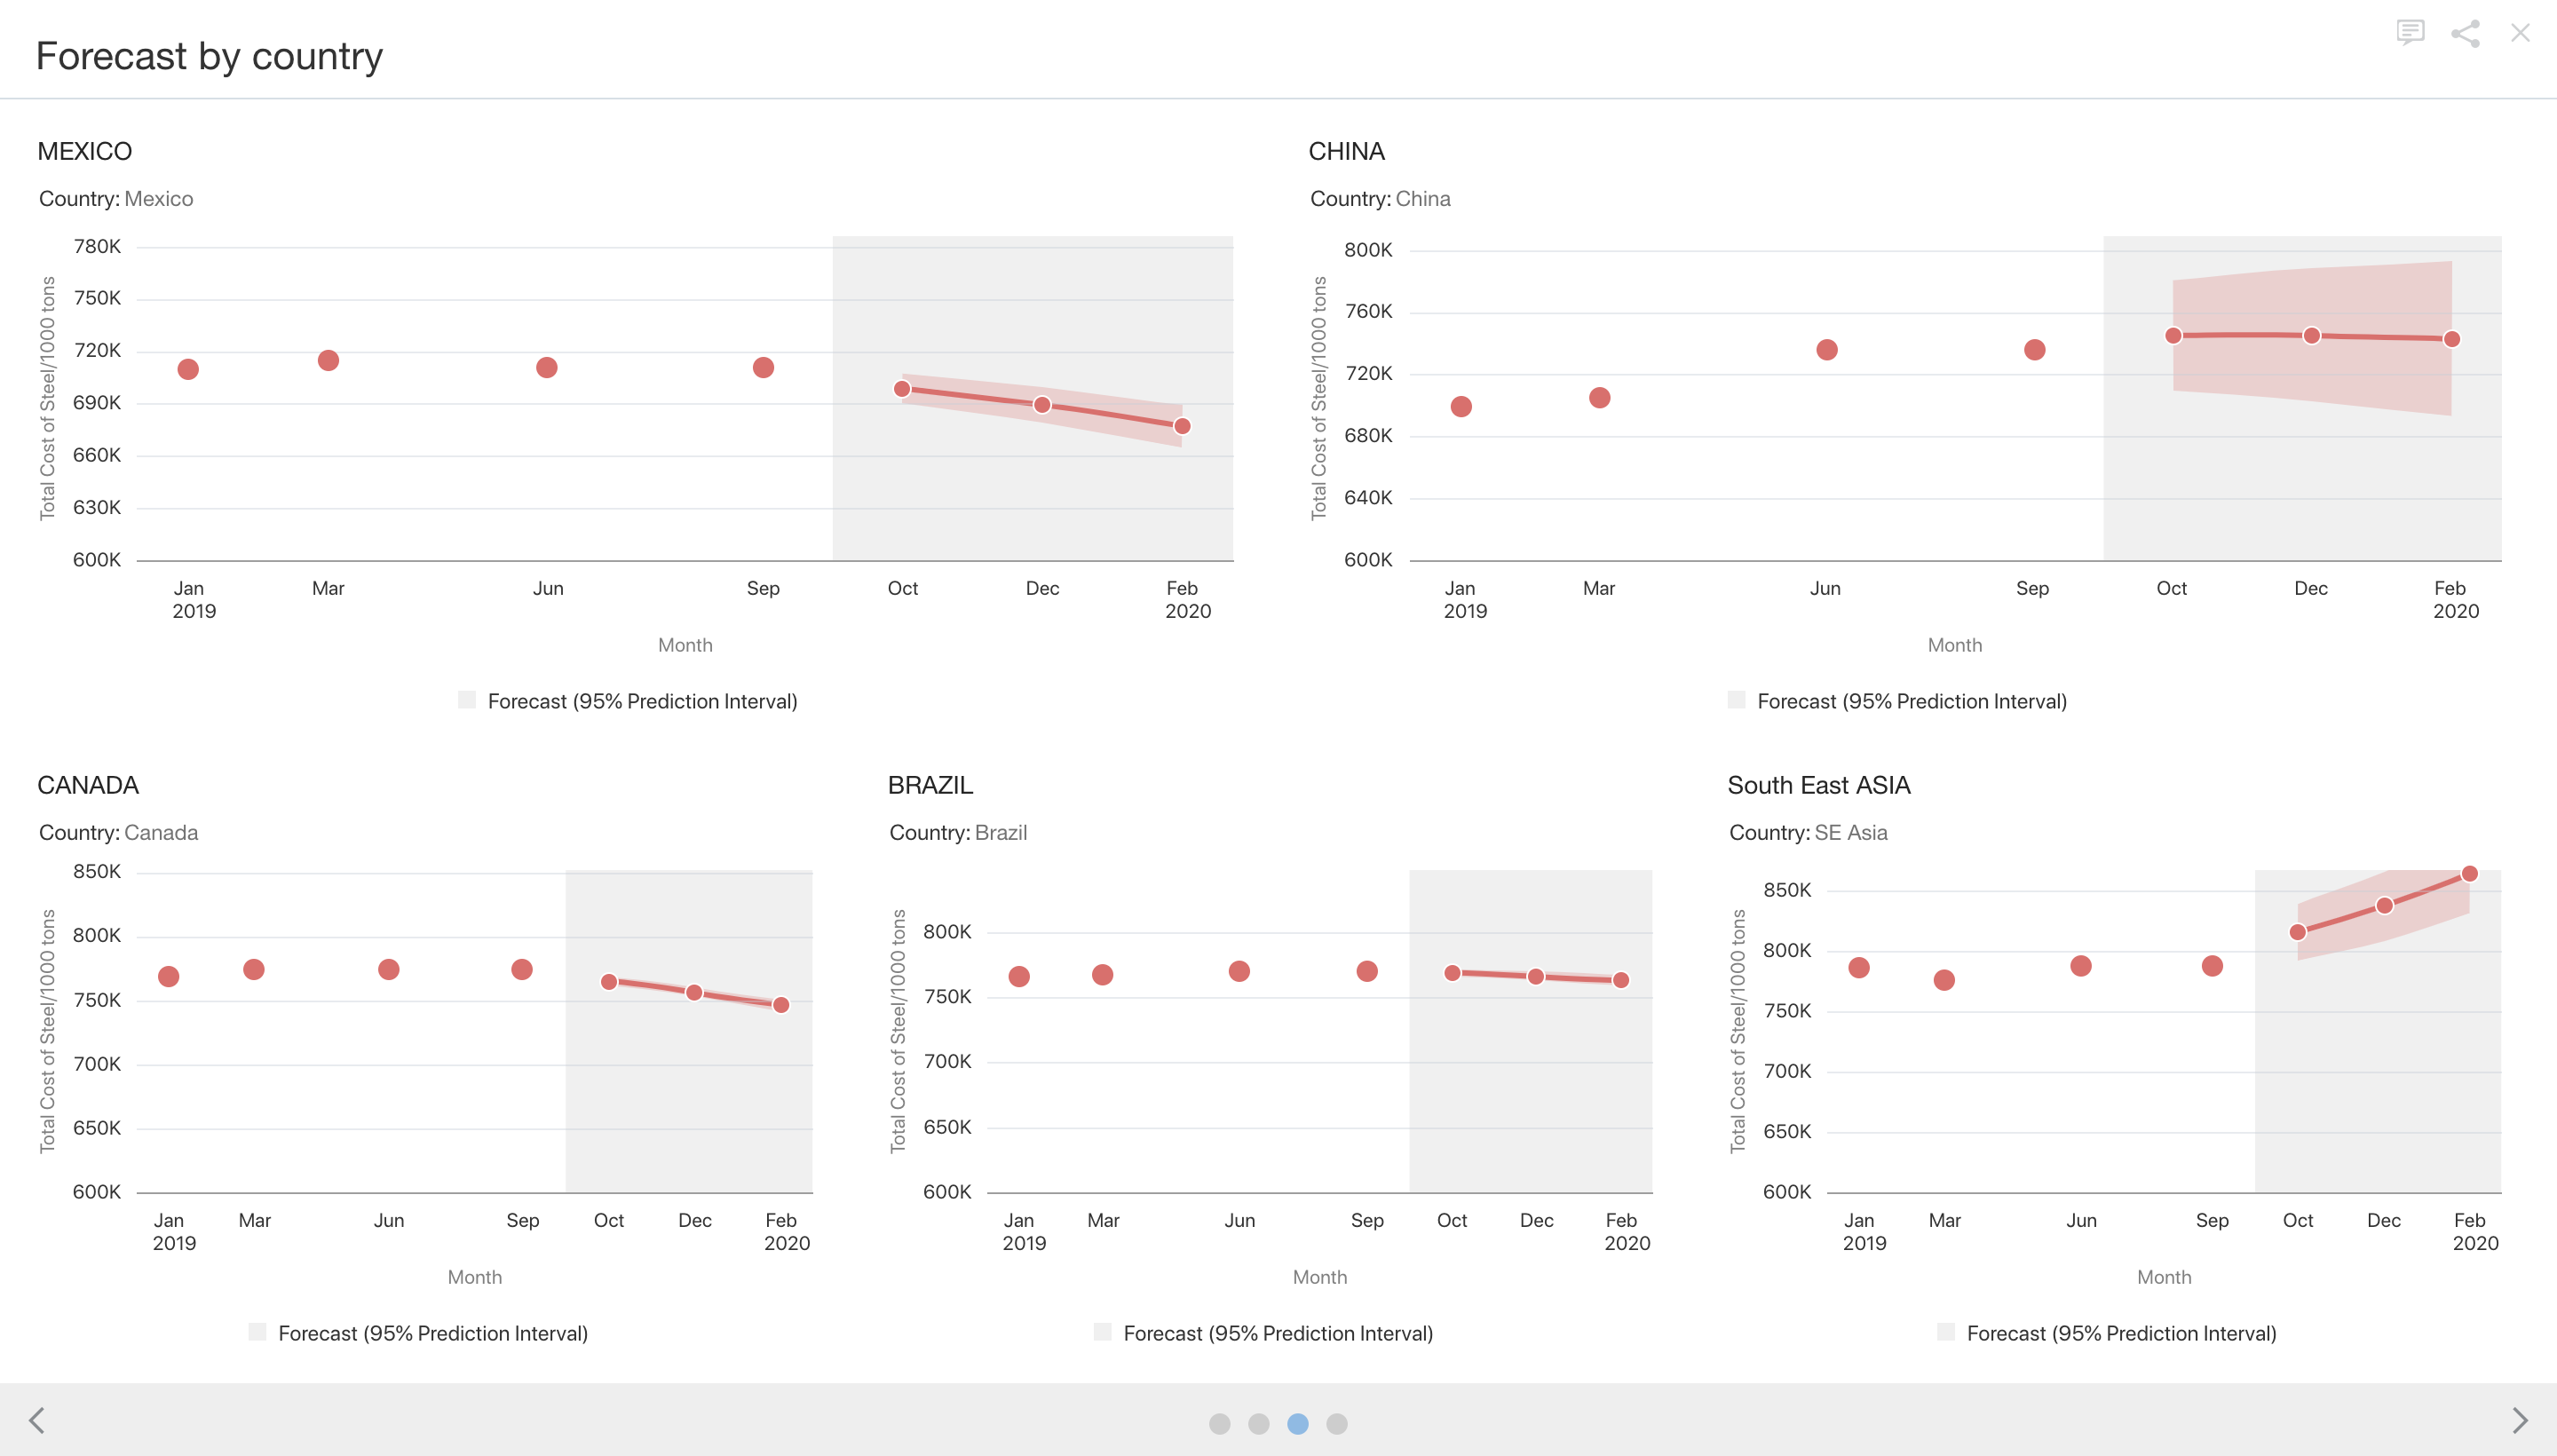 Forecast by country
MEXICO
Country: Mexico
Total Cost of Steel/1000 tons
780K
750K
720K
690K
660K
630K
600K
Jan Mar Jun Sep Oct Dec Feb
2019 2020
Month
Forecast (95% Prediction Interval)
CHINA
Country: China
Total Cost of Steel/1000 tons
800K
760K
720K
680K
640K
600K
Jan Mar Jun Sep Oct Dec Feb
2019 2020
Month
Forecast (95% Prediction Interval)
CANADA
Country: Canada
Total Cost of Steel/1000 tons
850K
800K
750K
700K
650K
600K
Jan Mar Jun Sep Oct Dec Feb
2019 2020
Month
Forecast (95% Prediction Interval)
BRAZIL
Country: Brazil
Total Cost of Steel/1000 tons
800K
750K
700K
650K
600K
Jan Mar Jun Sep Oct Dec Feb
2019 2020
Month
Forecast (95% Prediction Interval)
South East ASIA
Country: SE Asia
Total Cost of Steel/1000 tons
850K
800K
750K
700K
650K
600K
Jan Mar Jun Sep Oct Dec Feb
2019 2020
Month
Forecast (95% Prediction Interval)